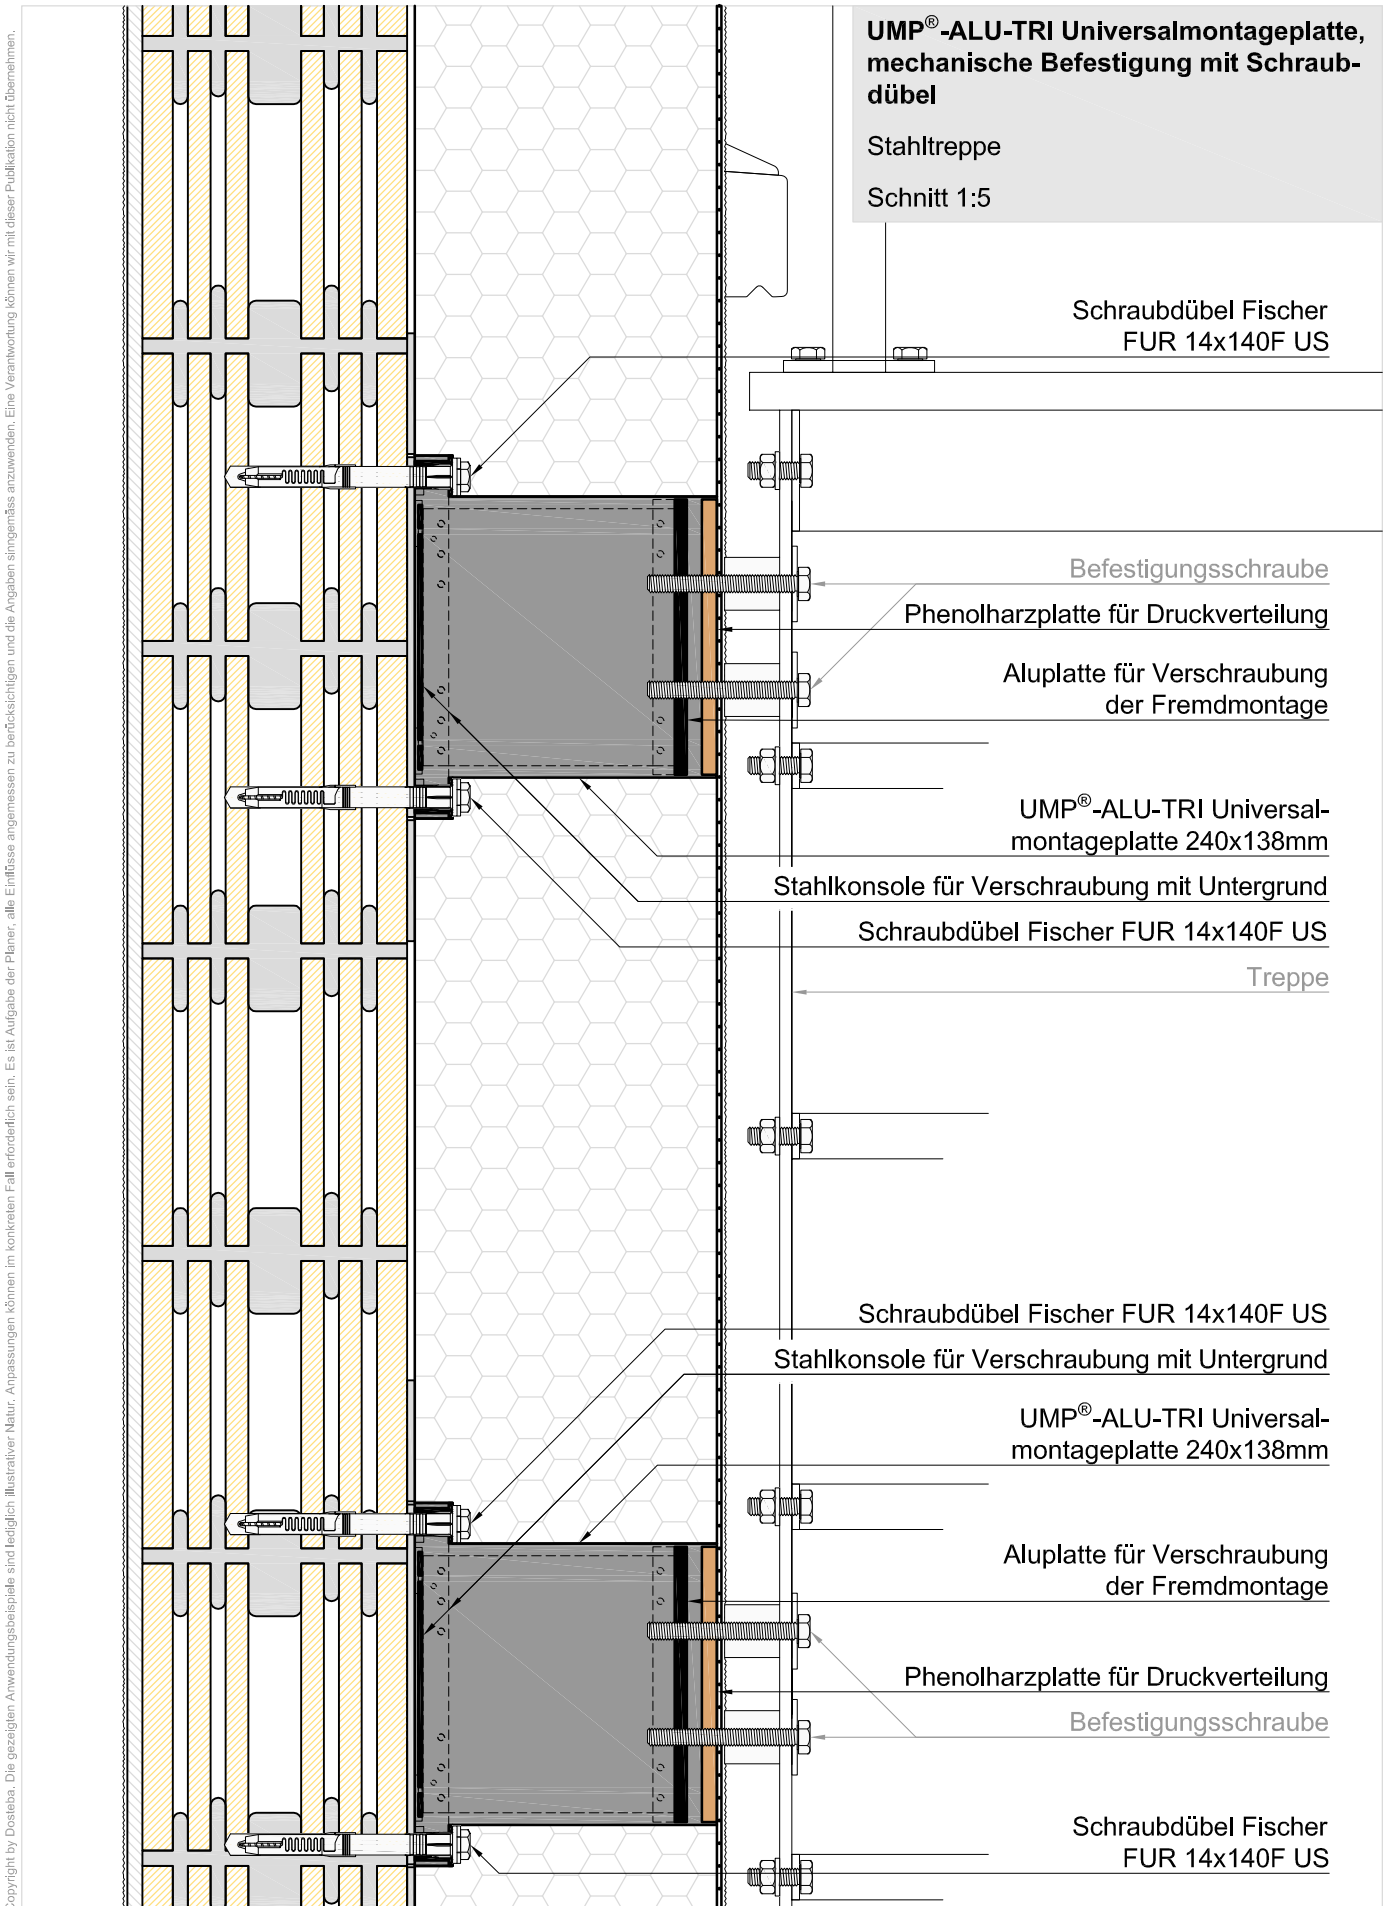 UMP®-ALU-TRI Universalmontageplatte,
mechanische Befestigung mit Schraub-
dübel
Stahltreppe
Schnitt 1:5
Schraubdübel Fischer
FUR 14x140F US
Befestigungsschraube
Phenolharzplatte für Druckverteilung
Aluplatte für Verschraubung
der Fremdmontage
UMP®-ALU-TRI Universal-
montageplatte 240x138mm
Stahlkonsole für Verschraubung mit Untergrund
Schraubdübel Fischer FUR 14x140F US
Treppe
Schraubdübel Fischer FUR 14x140F US
Stahlkonsole für Verschraubung mit Untergrund
UMP®-ALU-TRI Universal-
montageplatte 240x138mm
Aluplatte für Verschraubung
der Fremdmontage
Phenolharzplatte für Druckverteilung
Befestigungsschraube
Schraubdübel Fischer
FUR 14x140F US
Copyright by Dosteba. Die gezeigten Anwendungsbeispiele sind lediglich illustrativer Natur. Anpassungen können im konkreten Fall erforderlich sein. Es ist Aufgabe der Planer, alle Einflüsse angemessen zu berücksichtigen und die Angaben sinngemäss anzuwenden. Eine Verantwortung können wir mit dieser Publikation nicht übernehmen.